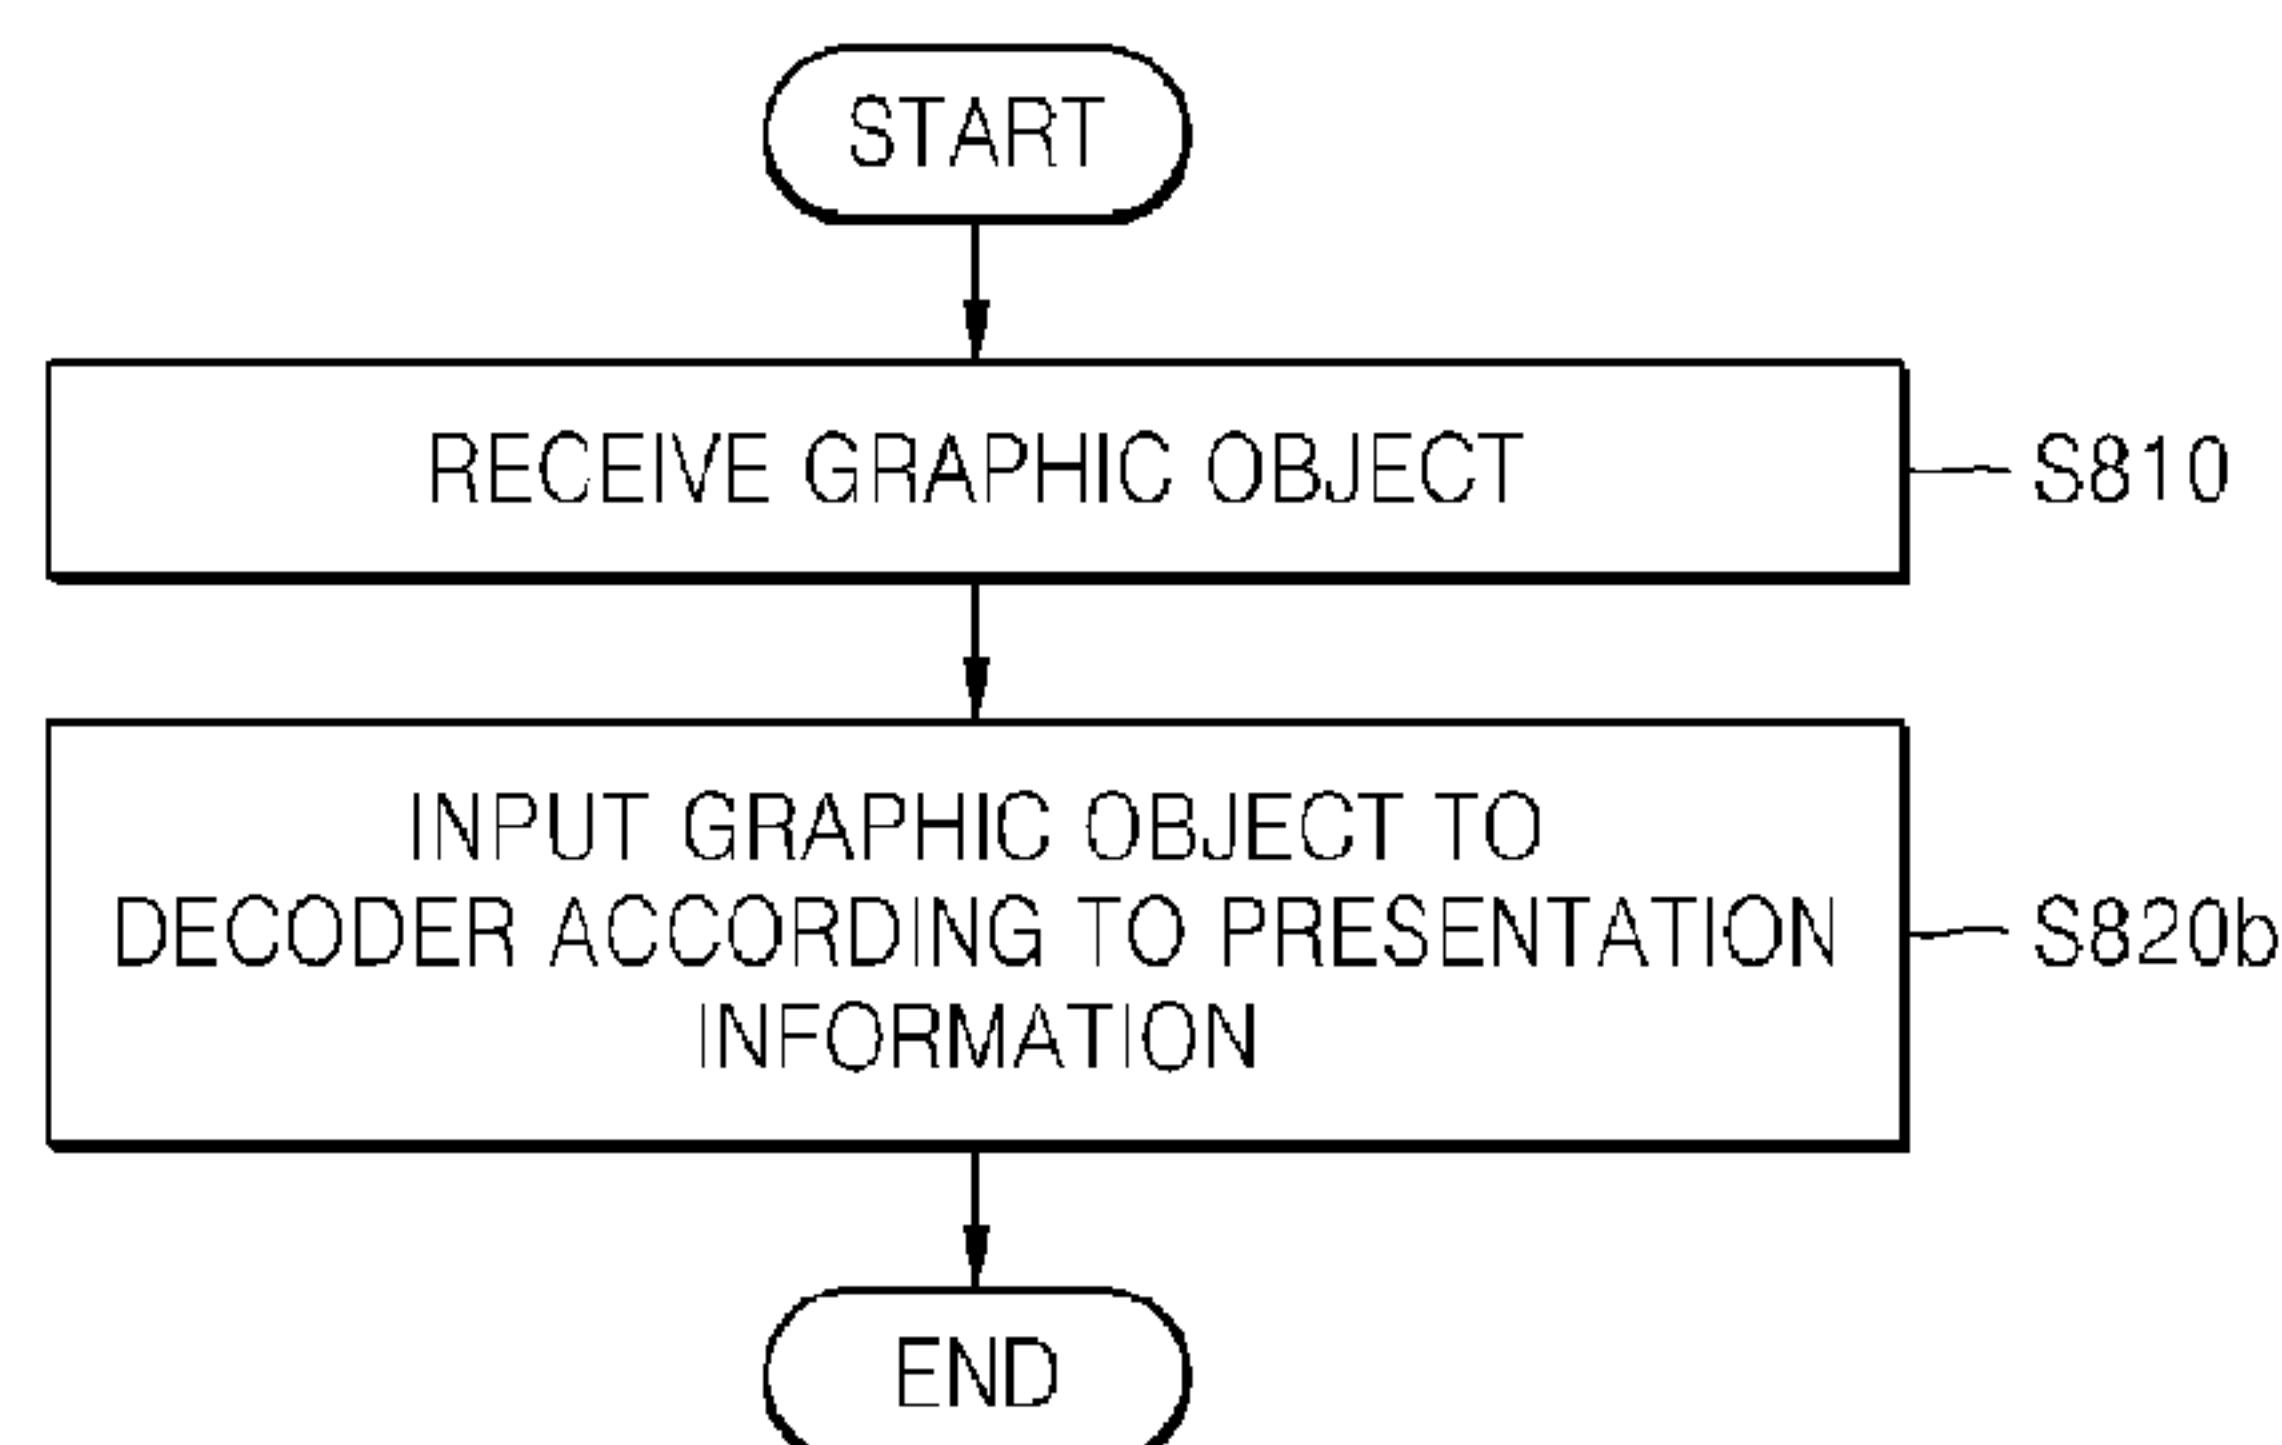 START
RECEIVE GRAPHIC OBJECT
S810
INPUT GRAPHIC OBJECT TO
DECODER ACCORDING TO PRESENTATION
INFORMATION
S820b
END